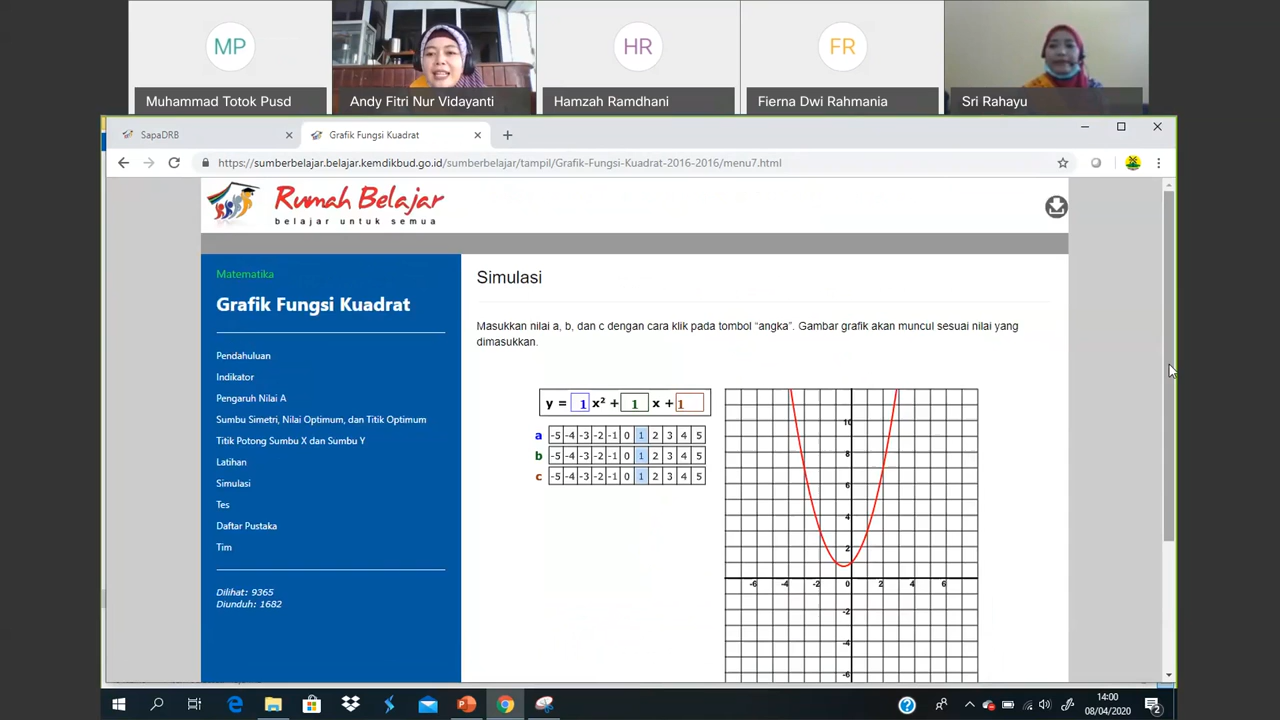 MP
HR
FR
Muhammad Totok Pusd
Andy Fitri Nur Vidayanti
Hamzah Ramdhani
Fierna Dwi Rahmania
Sri Rahayu
SapaDRB
Grafik Fungsi Kuadrat
https://sumberbelajar.belajar.kemdikbud.go.id/sumberbelajar/tampil/Grafik-Fungsi-Kuadrat-2016-2016/menu7.html
Rumah Belajar
belajar untuk semua
Matematika
Grafik Fungsi Kuadrat
Pendahuluan
Indikator
Pengaruh Nilai A
Sumbu Simetri, Nilai Optimum, dan Titik Optimum
Titik Potong Sumbu X dan Sumbu Y
Latihan
Simulasi
Tes
Daftar Pustaka
Tim
Dilihat: 9365
Diunduh: 1682
Simulasi
Masukkan nilai a, b, dan c dengan cara klik pada tombol "angka". Gambar grafik akan muncul sesuai nilai yang
dimasukkan.
y = 1 x² + 1 x + 1
a -5 -4 -3 -2 -1 0 1 2 3 4 5
b -5 -4 -3 -2 -1 0 1 2 3 4 5
c -5 -4 -3 -2 -1 0 1 2 3 4 5
10
8
6
4
2
-6 -4 -2 0 2 4 6
-2
-4
-6
14:00
08/04/2020
2